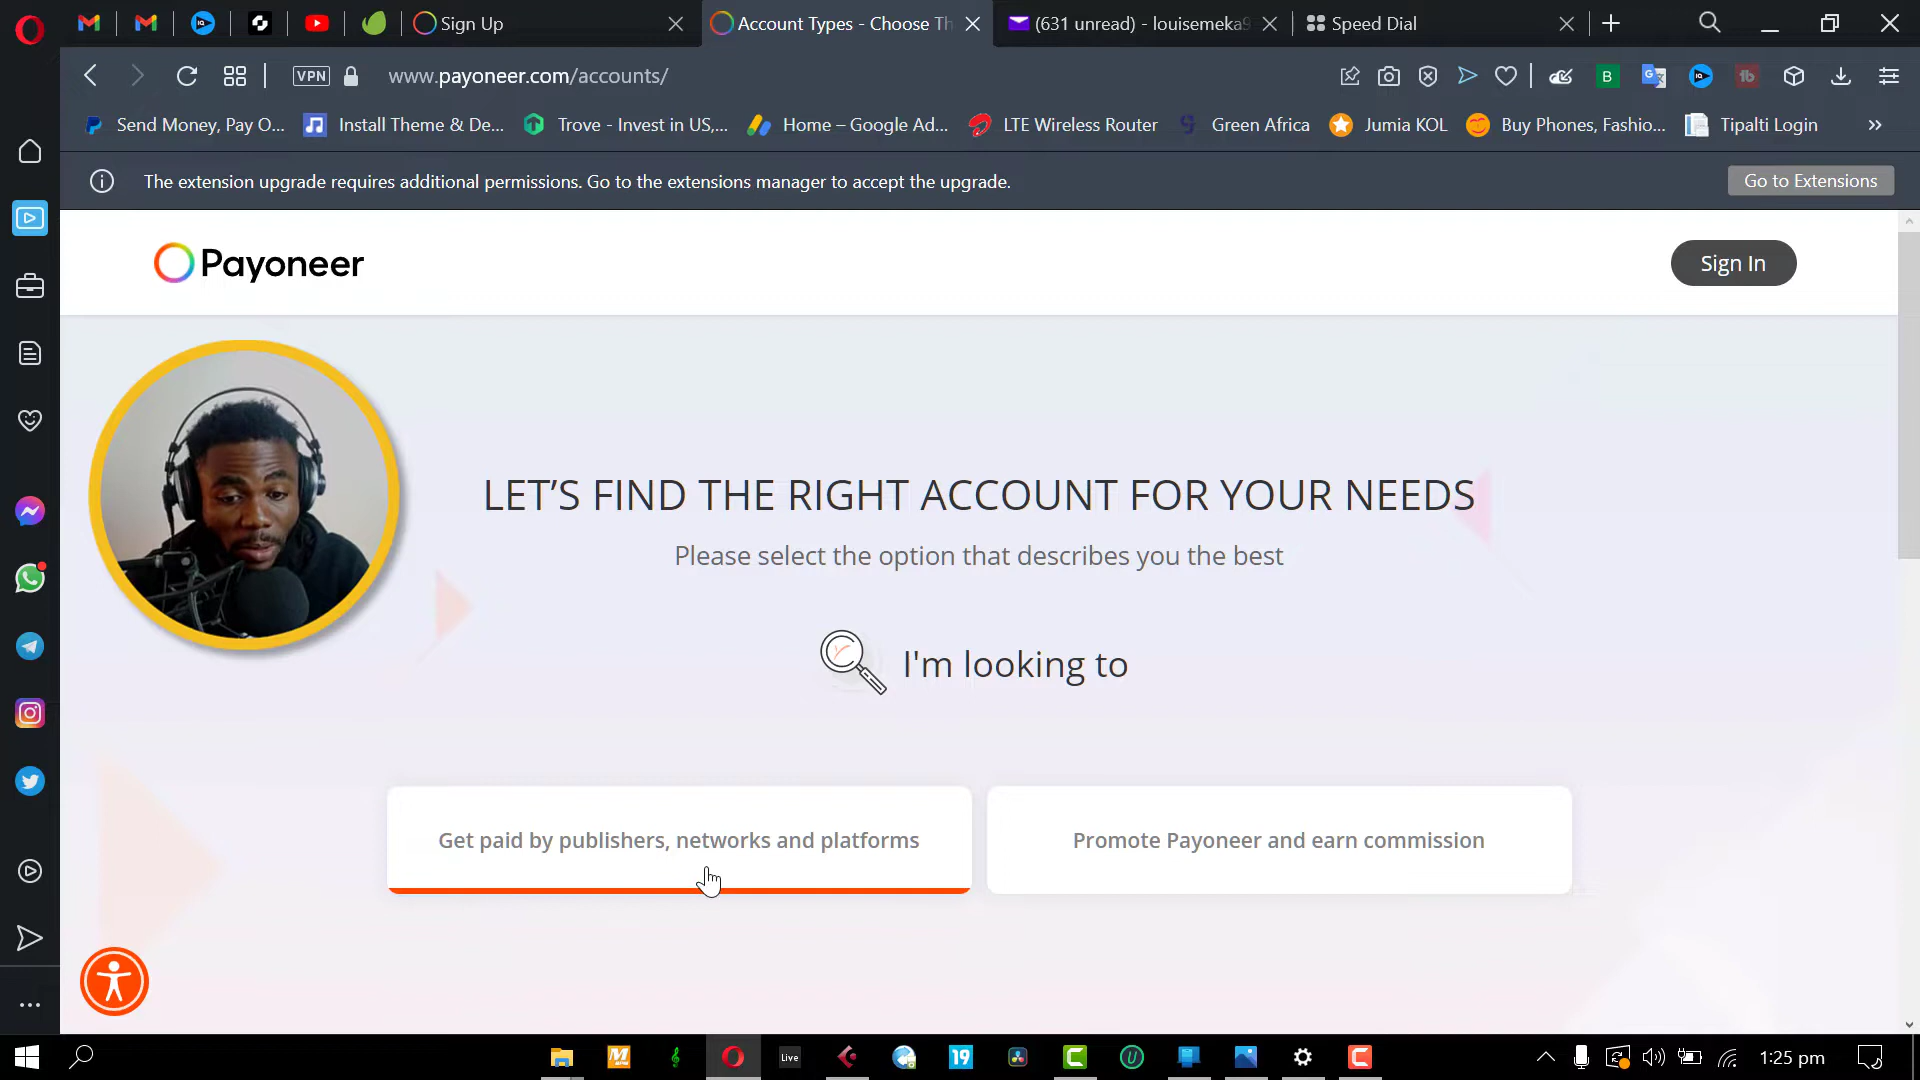 Sign Up
Account Types - Choose Th
(631 unread) - louisemeka9
Speed Dial
VPN
www.payoneer.com/accounts/
B
Send Money, Pay O...
Install Theme & De...
Trove - Invest in US,...
Home – Google Ad...
LTE Wireless Router
Green Africa
Jumia KOL
Buy Phones, Fashio...
Tipalti Login
The extension upgrade requires additional permissions. Go to the extensions manager to accept the upgrade.
Go to Extensions
Payoneer
Sign In
LET'S FIND THE RIGHT ACCOUNT FOR YOUR NEEDS
Please select the option that describes you the best
I'm looking to
Get paid by publishers, networks and platforms
Promote Payoneer and earn commission
Live
19
1:25 pm